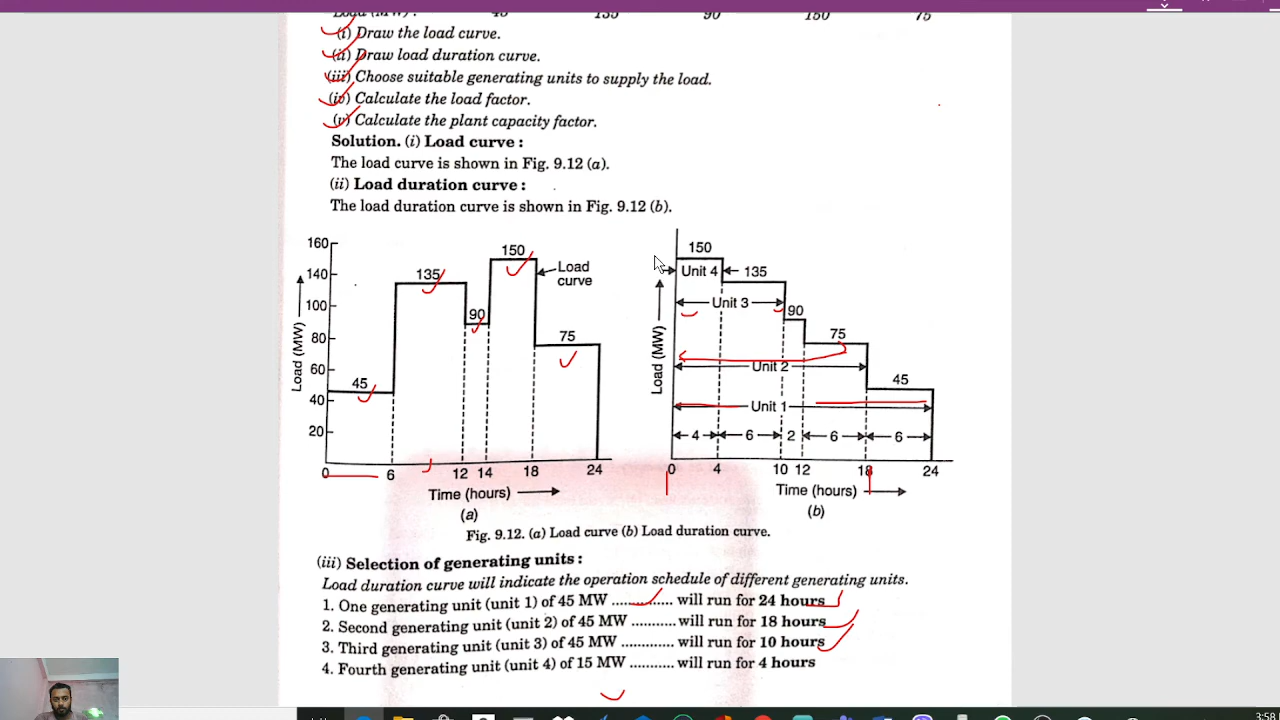 Load (MW) 45 135 90 150 75
(i) Draw the load curve.
(ii) Draw load duration curve.
(iii) Choose suitable generating units to supply the load.
(iv) Calculate the load factor.
(v) Calculate the plant capacity factor.
Solution. (i) Load curve :
The load curve is shown in Fig. 9.12 (a).
(ii) Load duration curve :
The load duration curve is shown in Fig. 9.12 (b).
160
140
100
80
60
40
20
Load (MW)
45
135
90
150
75
Load
curve
0 6 12 14 18 24
Time (hours)
(a)
Load (MW)
150
Unit 4
135
Unit 3
90
75
Unit 2
45
Unit 1
4 6 2 6 6
0 4 10 12 18 24
Time (hours)
(b)
Fig. 9.12. (a) Load curve (b) Load duration curve.
(iii) Selection of generating units :
Load duration curve will indicate the operation schedule of different generating units.
1. One generating unit (unit 1) of 45 MW ............ will run for 24 hours
2. Second generating unit (unit 2) of 45 MW ........... will run for 18 hours
3. Third generating unit (unit 3) of 45 MW ............. will run for 10 hours
4. Fourth generating unit (unit 4) of 15 MW ........... will run for 4 hours
3:50